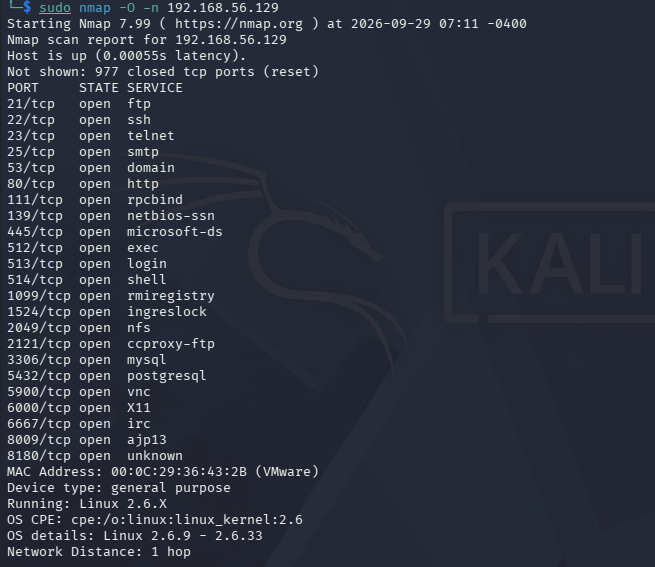 └─$ sudo nmap -O -n 192.168.56.129
Starting Nmap 7.99 ( https://nmap.org ) at 2026-09-29 07:11 -0400
Nmap scan report for 192.168.56.129
Host is up (0.00055s latency).
Not shown: 977 closed tcp ports (reset)
PORT     STATE SERVICE
21/tcp   open  ftp
22/tcp   open  ssh
23/tcp   open  telnet
25/tcp   open  smtp
53/tcp   open  domain
80/tcp   open  http
111/tcp  open  rpcbind
139/tcp  open  netbios-ssn
445/tcp  open  microsoft-ds
512/tcp  open  exec
513/tcp  open  login
514/tcp  open  shell
1099/tcp open  rmiregistry
1524/tcp open  ingreslock
2049/tcp open  nfs
2121/tcp open  ccproxy-ftp
3306/tcp open  mysql
5432/tcp open  postgresql
5900/tcp open  vnc
6000/tcp open  X11
6667/tcp open  irc
8009/tcp open  ajp13
8180/tcp open  unknown
MAC Address: 00:0C:29:36:43:2B (VMware)
Device type: general purpose
Running: Linux 2.6.X
OS CPE: cpe:/o:linux:linux_kernel:2.6
OS details: Linux 2.6.9 - 2.6.33
Network Distance: 1 hop
KALI